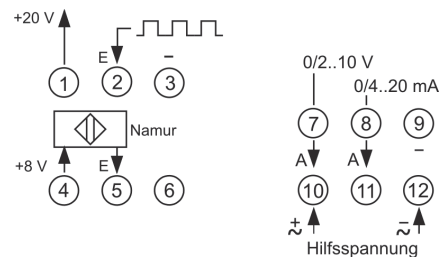 +20 V
E
–
1 2 3
0/2..10 V
0/4..20 mA
Namur
7 8 9
–
+8 V
E
A A
4 5 6
10 11 12
+
~
–
~
Hilfsspannung